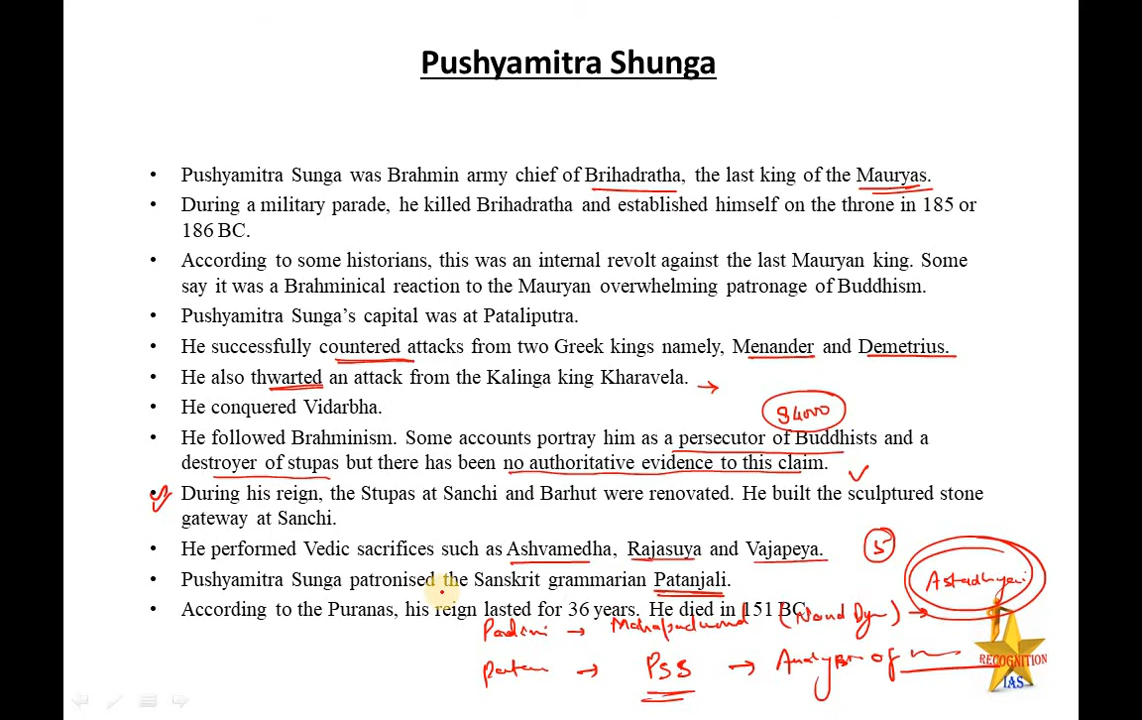 Pushyamitra Shunga
• Pushyamitra Sunga was Brahmin army chief of Brihadratha, the last king of the Mauryas.
• During a military parade, he killed Brihadratha and established himself on the throne in 185 or
186 BC.
• According to some historians, this was an internal revolt against the last Mauryan king. Some
say it was a Brahminical reaction to the Mauryan overwhelming patronage of Buddhism.
• Pushyamitra Sunga's capital was at Pataliputra.
• He successfully countered attacks from two Greek kings namely, Menander and Demetrius.
• He also thwarted an attack from the Kalinga king Kharavela.
• He conquered Vidarbha.
84000
• He followed Brahminism. Some accounts portray him as a persecutor of Buddhists and a
destroyer of stupas but there has been no authoritative evidence to this claim.
• During his reign, the Stupas at Sanchi and Barhut were renovated. He built the sculptured stone
gateway at Sanchi.
• He performed Vedic sacrifices such as Ashvamedha, Rajasuya and Vajapeya. 5
• Pushyamitra Sunga patronised the Sanskrit grammarian Patanjali.
• According to the Puranas, his reign lasted for 36 years. He died in 151 BC.
→ (Nand Dyn) →
→ PSS → of
RECOGNITION
IAS